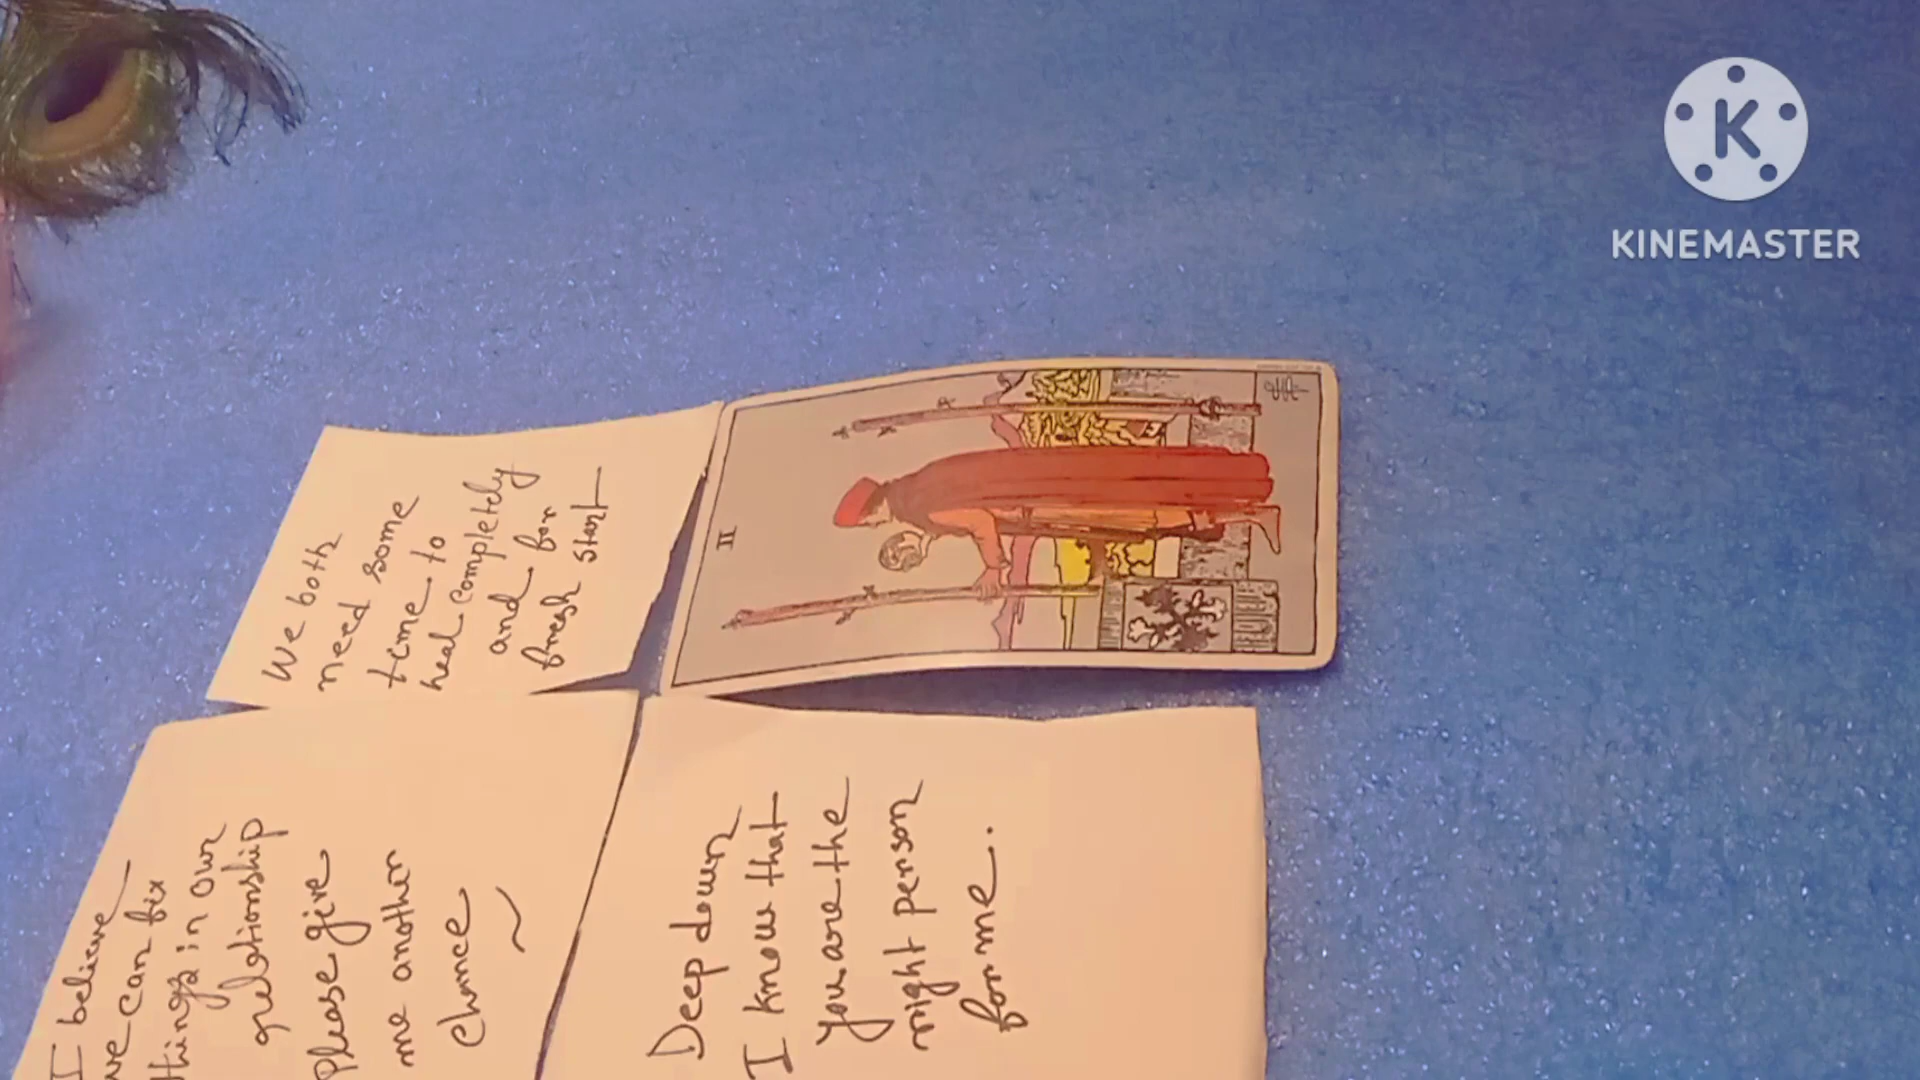 We both
need some
time to
heal completely
and for
fresh start
II
I believe
we can fix
things in our
relationship
Please give
me another
chance
Deep down
I know that
you are the
right person
for me.
KINEMASTER